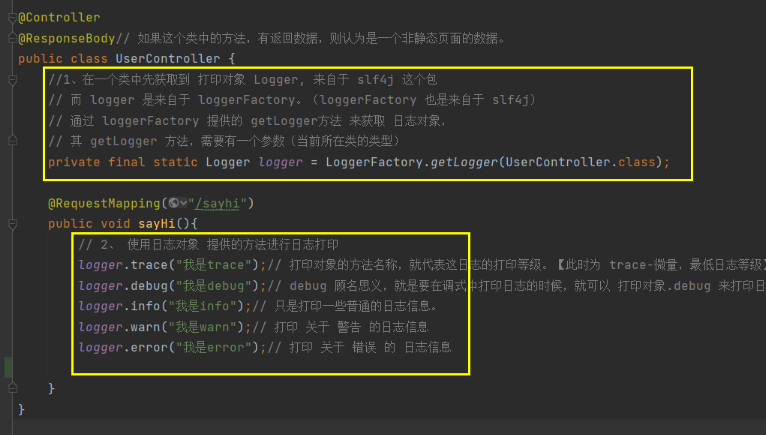 @Controller
@ResponseBody// 如果这个类中的方法，有返回数据，则认为是一个非静态页面的数据。
public class UserController {
//1、在一个类中先获取到 打印对象 Logger, 来自于 slf4j 这个包
// 而 logger 是来自于 loggerFactory。（loggerFactory 也是来自于 slf4j）
// 通过 loggerFactory 提供的 getLogger方法 来获取 日志对象，
// 其 getLogger 方法，需要有一个参数（当前所在类的类型）
private final static Logger logger = LoggerFactory.getLogger(UserController.class);
@RequestMapping("/sayhi")
public void sayHi(){
// 2、 使用日志对象 提供的方法进行日志打印
logger.trace("我是trace");// 打印对象的方法名称，就代表这日志的打印等级。【此时为 trace-微量，最低日志等级
logger.debug("我是debug");// debug 顾名思义，就是要在调式中打印日志的时候，就可以 打印对象.debug 来打印日
logger.info("我是info");// 只是打印一些普通的日志信息。
logger.warn("我是warn");// 打印 关于 警告 的日志信息
logger.error("我是error");// 打印 关于 错误 的 日志信息
}
}